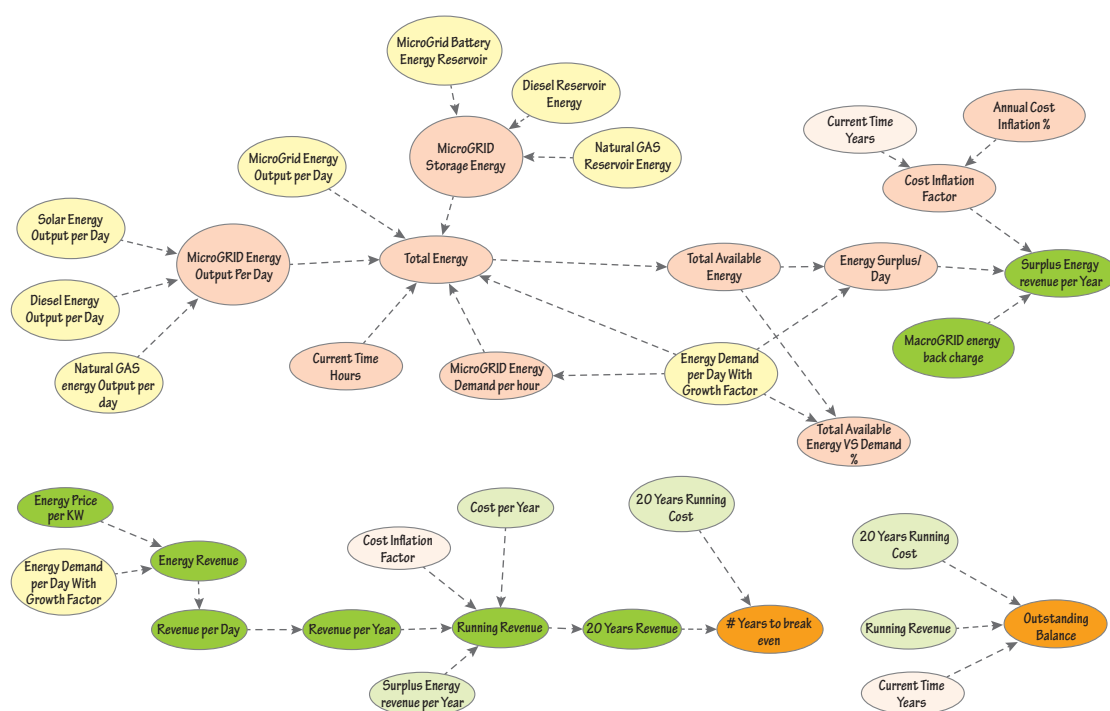 MicroGrid Battery
Energy Reservoir
Diesel Reservoir
Energy
Annual Cost
Inflation %
Current Time
Years
MicroGRID
Storage Energy
Natural GAS
Reservoir Energy
MicroGrid Energy
Output per Day
Cost Inflation
Factor
Solar Energy
Output per Day
MicroGRID Energy
Output Per Day
Total Energy
Total Available
Energy
Energy Surplus/
Day
Surplus Energy
revenue per Year
Diesel Energy
Output per Day
MacroGRID energy
back charge
Current Time
Hours
MicroGRID Energy
Demand per hour
Energy Demand
per Day With
Growth Factor
Natural GAS
energy Output per
day
Total Available
Energy VS Demand
%
Energy Price
per KW
Cost per Year
20 Years Running
Cost
20 Years Running
Cost
Cost Inflation
Factor
Energy Revenue
Energy Demand
per Day With
Growth Factor
Revenue per Day
Revenue per Year
Running Revenue
20 Years Revenue
# Years to break
even
Running Revenue
Outstanding
Balance
Surplus Energy
revenue per Year
Current Time
Years